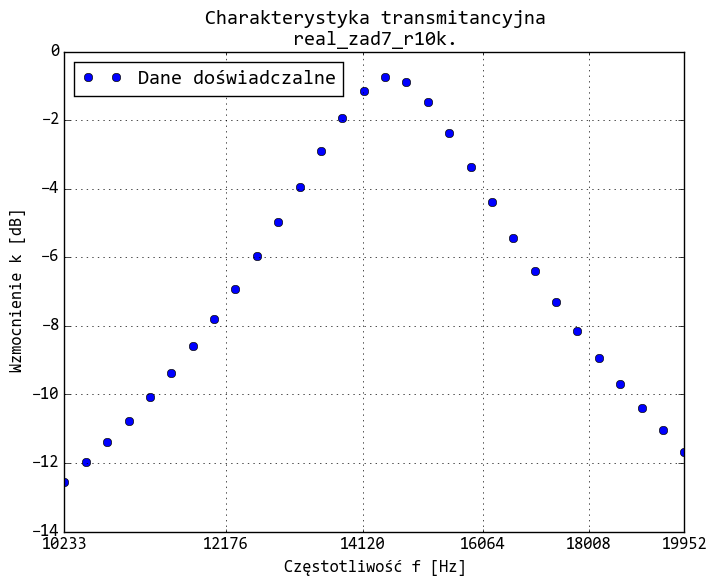 Charakterystyka transmitancyjna
real_zad7_r10k.
Dane doświadczalne
Wzmocnienie k [dB]
0
−2
−4
−6
−8
−10
−12
−14
10233 12176 14120 16064 18008 19952
Częstotliwość f [Hz]